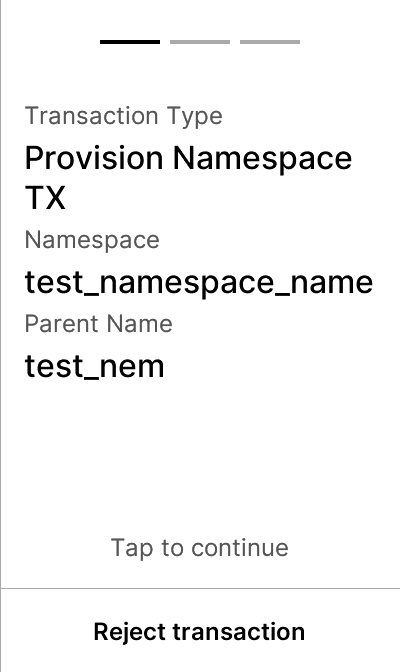 Transaction Type
Provision Namespace
TX
Namespace
test_namespace_name
Parent Name
test_nem
Tap to continue
Reject transaction